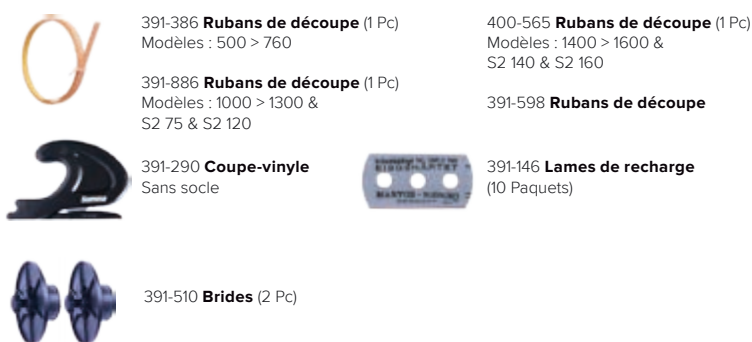 391-386 Rubans de découpe (1 Pc)
Modèles : 500 > 760
391-886 Rubans de découpe (1 Pc)
Modèles : 1000 > 1300 &
S2 75 & S2 120
391-290 Coupe-vinyle
Sans socle
391-510 Brides (2 Pc)
400-565 Rubans de découpe (1 Pc)
Modèles : 1400 > 1600 &
S2 140 & S2 160
391-598 Rubans de découpe
391-146 Lames de recharge
(10 Paquets)